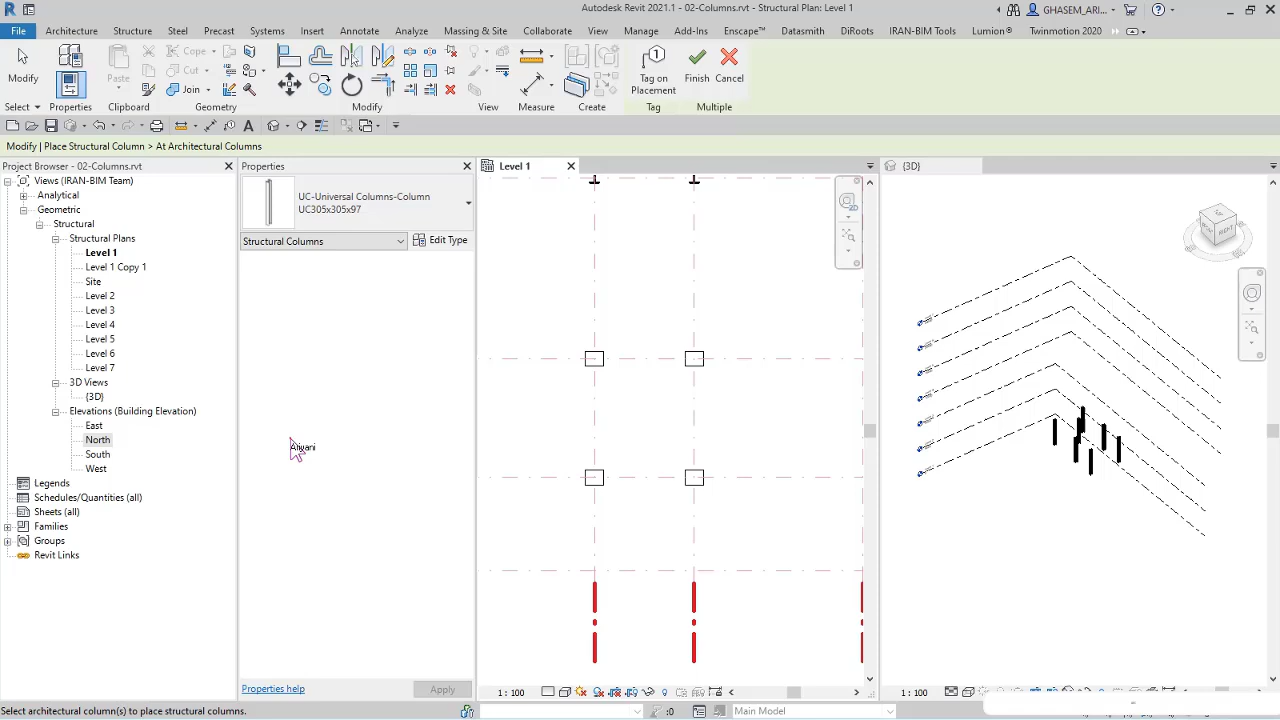 Autodesk Revit 2021.1 - 02-Columns.rvt - Structural Plan: Level 1
GHASEM_ARI...
File Architecture Structure Steel Precast Systems Insert Annotate Analyze Massing & Site Collaborate View Manage Add-Ins Enscape™ Datasmith DiRoots IRAN-BIM Tools Lumion® Twinmotion 2020
Modify
Paste
Cope
Cut
Join
Tag on
Placement
Finish
Cancel
Select Properties Clipboard Geometry Modify View Measure Create Tag Multiple
Modify | Place Structural Column > At Architectural Columns
Project Browser - 02-Columns.rvt
Views (IRAN-BIM Team)
Analytical
Geometric
Structural
Structural Plans
Level 1
Level 1 Copy 1
Site
Level 2
Level 3
Level 4
Level 5
Level 6
Level 7
3D Views
{3D}
Elevations (Building Elevation)
East
North
South
West
Legends
Schedules/Quantities (all)
Sheets (all)
Families
Groups
Revit Links
Properties
UC-Universal Columns-Column
UC305x305x97
Structural Columns
Edit Type
Properties help
Apply
Level 1
1 : 100
{3D}
1 : 100
Select architectural column(s) to place structural columns.
:0
Main Model